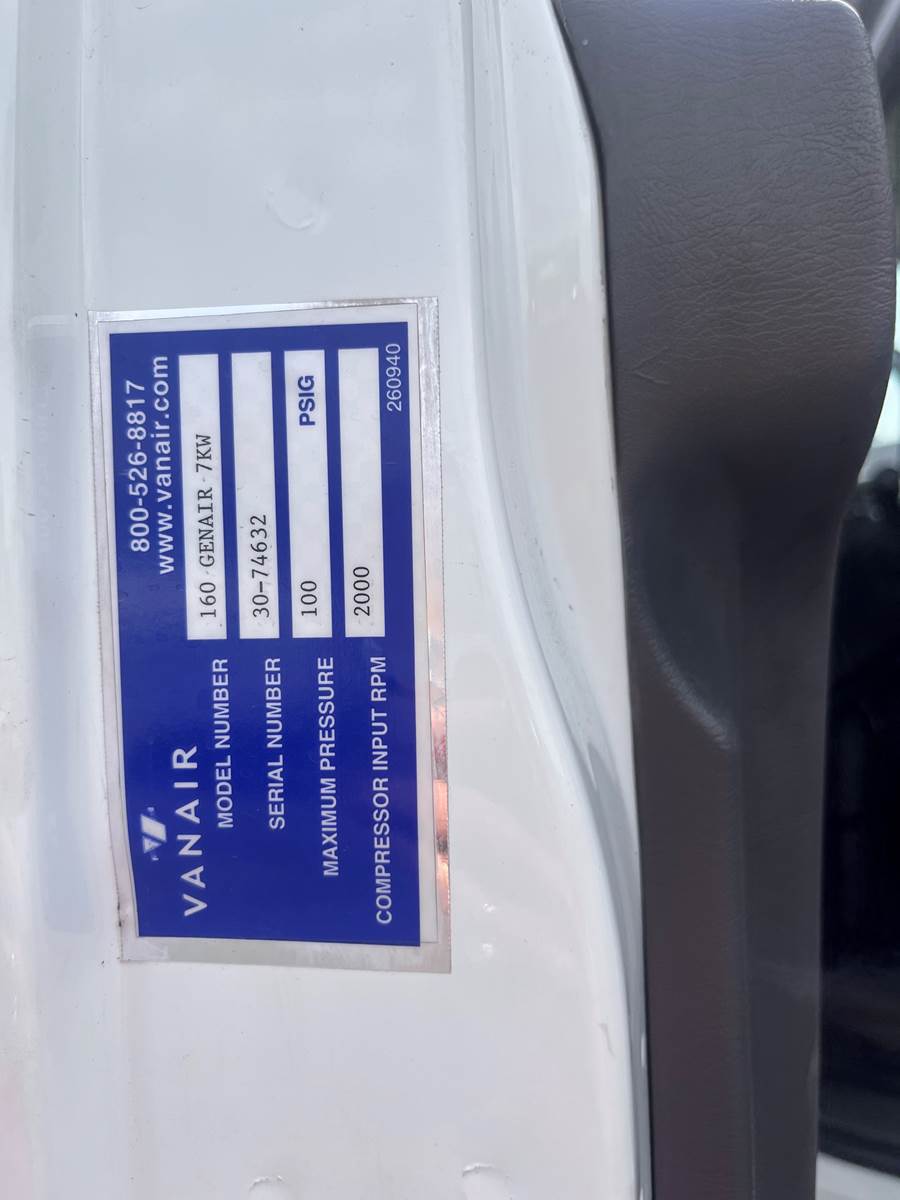 VANAIR
800-526-8817
www.vanair.com
MODEL NUMBER 160 GENAIR 7KW
SERIAL NUMBER 30-74632
MAXIMUM PRESSURE 100 PSIG
COMPRESSOR INPUT RPM 2000
260940